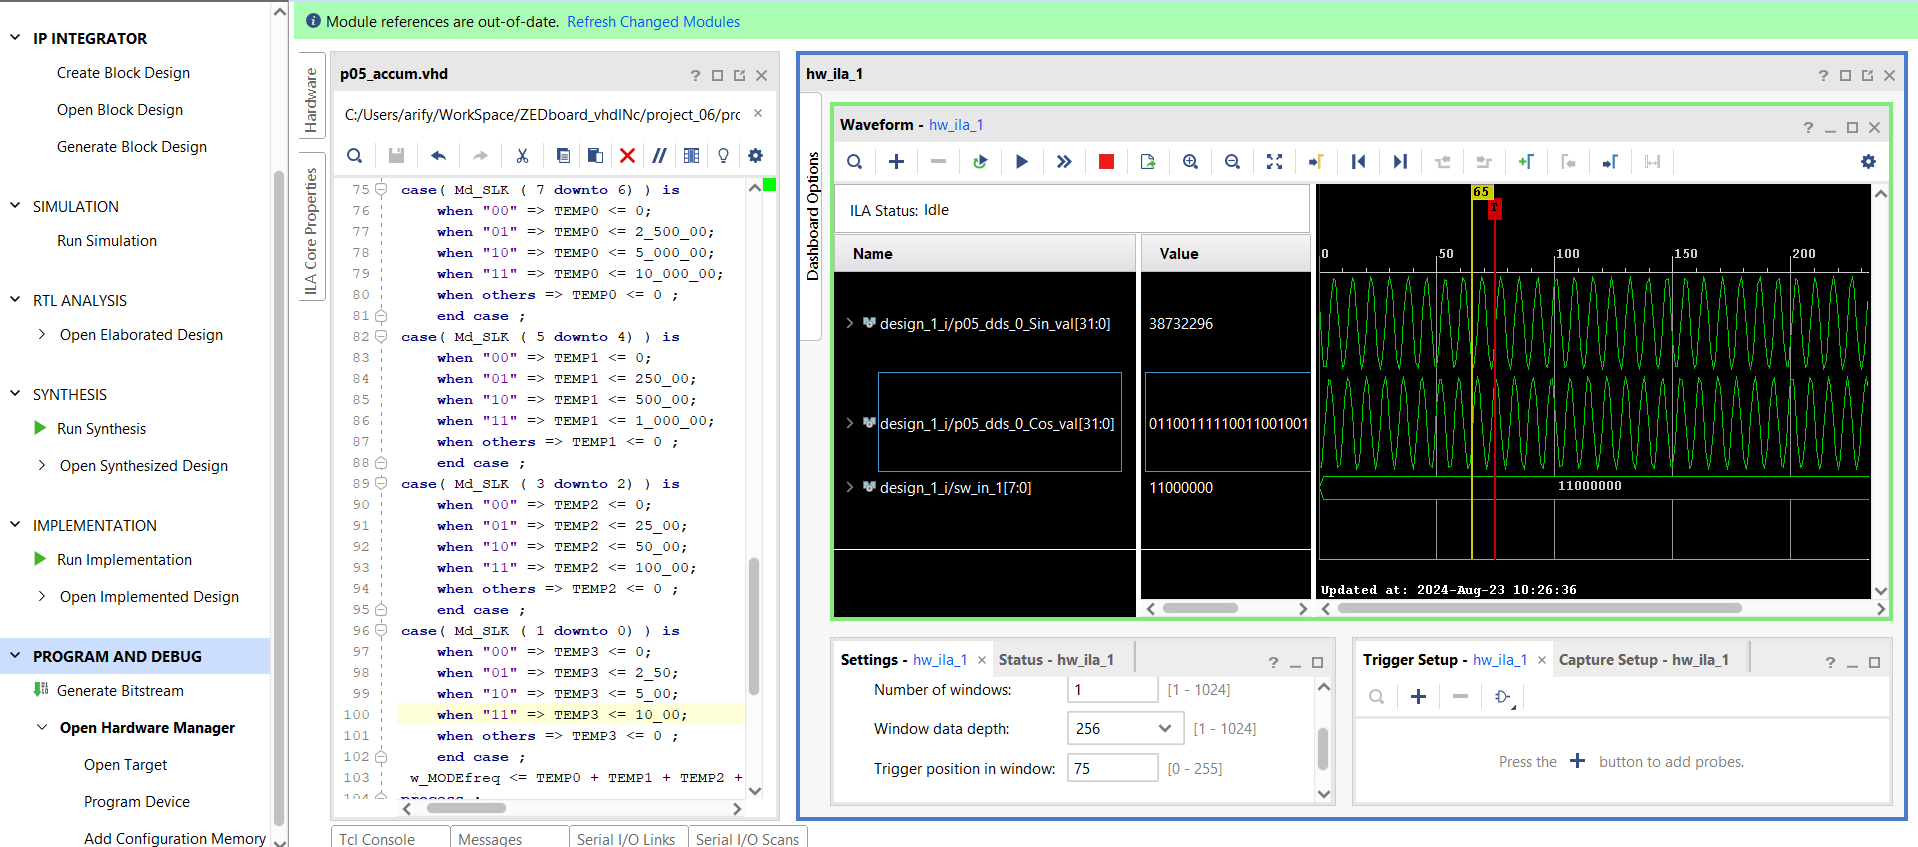 Module references are out-of-date. Refresh Changed Modules
IP INTEGRATOR
Create Block Design
Open Block Design
Generate Block Design
SIMULATION
Run Simulation
RTL ANALYSIS
Open Elaborated Design
SYNTHESIS
Run Synthesis
Open Synthesized Design
IMPLEMENTATION
Run Implementation
Open Implemented Design
PROGRAM AND DEBUG
Generate Bitstream
Open Hardware Manager
Open Target
Program Device
Add Configuration Memory
Hardware
ILA Core Properties
p05_accum.vhd
C:/Users/arify/WorkSpace/ZEDboard_vhdlNc/project_06/prc
75 case( Md_SLK ( 7 downto 6) ) is
76 when "00" => TEMP0 <= 0;
77 when "01" => TEMP0 <= 2_500_00;
78 when "10" => TEMP0 <= 5_000_00;
79 when "11" => TEMP0 <= 10_000_00;
80 when others => TEMP0 <= 0 ;
81 end case ;
82 case( Md_SLK ( 5 downto 4) ) is
83 when "00" => TEMP1 <= 0;
84 when "01" => TEMP1 <= 250_00;
85 when "10" => TEMP1 <= 500_00;
86 when "11" => TEMP1 <= 1_000_00;
87 when others => TEMP1 <= 0 ;
88 end case ;
89 case( Md_SLK ( 3 downto 2) ) is
90 when "00" => TEMP2 <= 0;
91 when "01" => TEMP2 <= 25_00;
92 when "10" => TEMP2 <= 50_00;
93 when "11" => TEMP2 <= 100_00;
94 when others => TEMP2 <= 0 ;
95 end case ;
96 case( Md_SLK ( 1 downto 0) ) is
97 when "00" => TEMP3 <= 0;
98 when "01" => TEMP3 <= 2_50;
99 when "10" => TEMP3 <= 5_00;
100 when "11" => TEMP3 <= 10_00;
101 when others => TEMP3 <= 0 ;
102 end case ;
103 w_MODEfreq <= TEMP0 + TEMP1 + TEMP2 +
Tcl Console
Messages
Serial I/O Links
Serial I/O Scans
hw_ila_1
Dashboard Options
Waveform - hw_ila_1
ILA Status: Idle
Name Value
design_1_i/p05_dds_0_Sin_val[31:0] 38732296
design_1_i/p05_dds_0_Cos_val[31:0] 01100111110011001001
design_1_i/sw_in_1[7:0] 11000000
65
T
0 50 100 150 200
11000000
Updated at: 2024-Aug-23 10:26:36
Settings - hw_ila_1
Status - hw_ila_1
Number of windows: 1 [1 - 1024]
Window data depth: 256 [1 - 1024]
Trigger position in window: 75 [0 - 255]
Trigger Setup - hw_ila_1
Capture Setup - hw_ila_1
Press the + button to add probes.